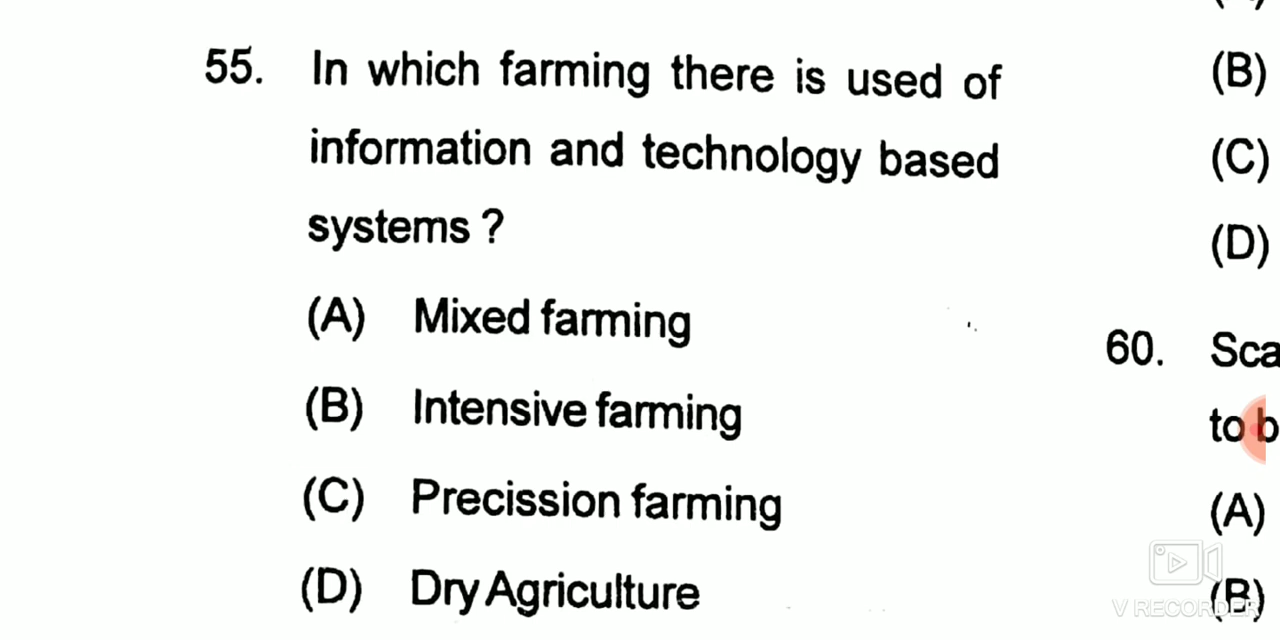 55. In which farming there is used of
information and technology based
systems ?
(A) Mixed farming
(B) Intensive farming
(C) Precission farming
(D) Dry Agriculture
(B)
(C)
(D)
60. Sca
to b
(A)
(B)
V RECORDER